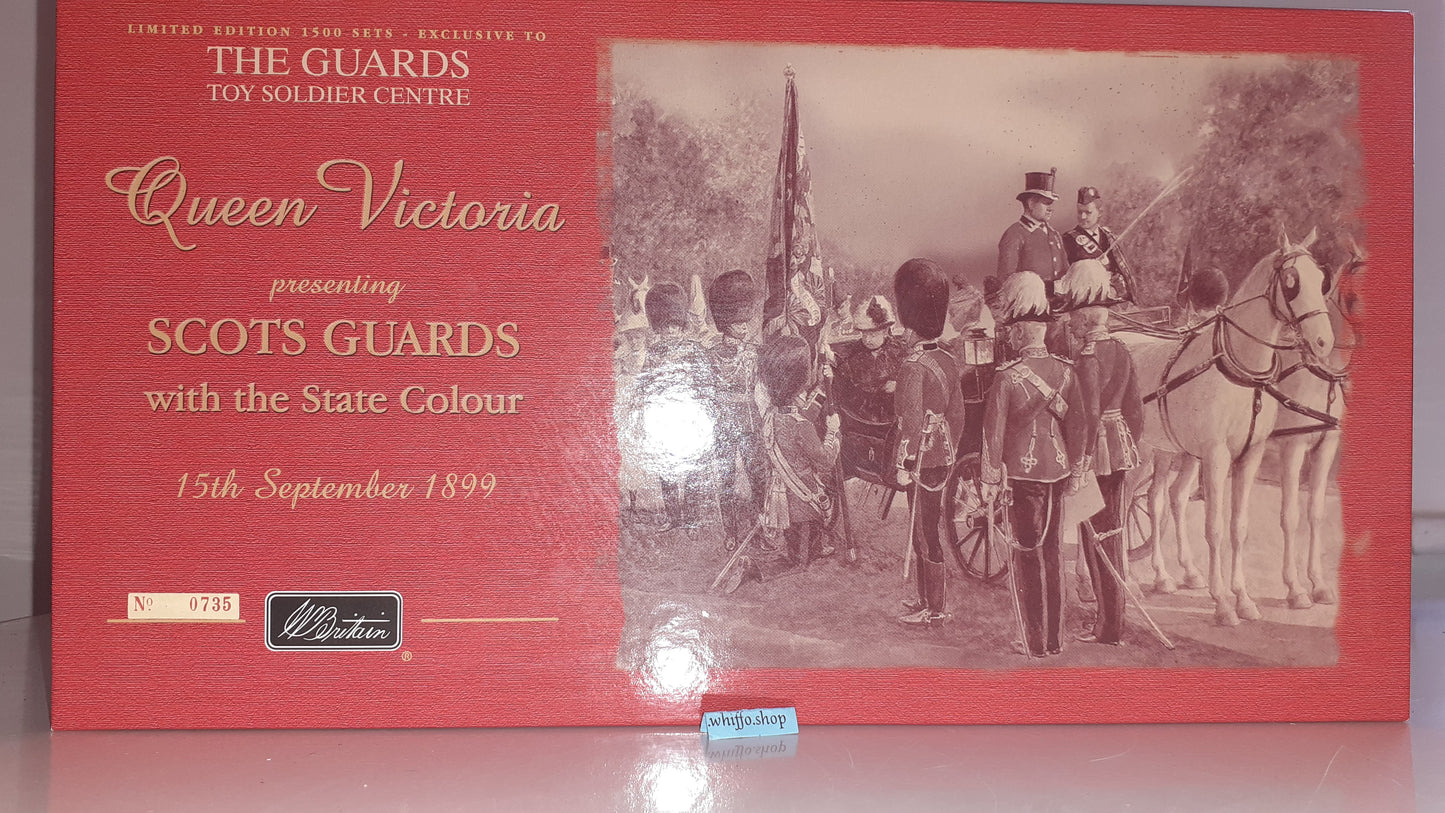 LIMITED EDITION 1500 SETS - EXCLUSIVE TO
THE GUARDS
TOY SOLDIER CENTRE
Queen Victoria
presenting
SCOTS GUARDS
with the State Colour
15th September 1899
Nº 0735
WBritain
®
.whiffo.shop